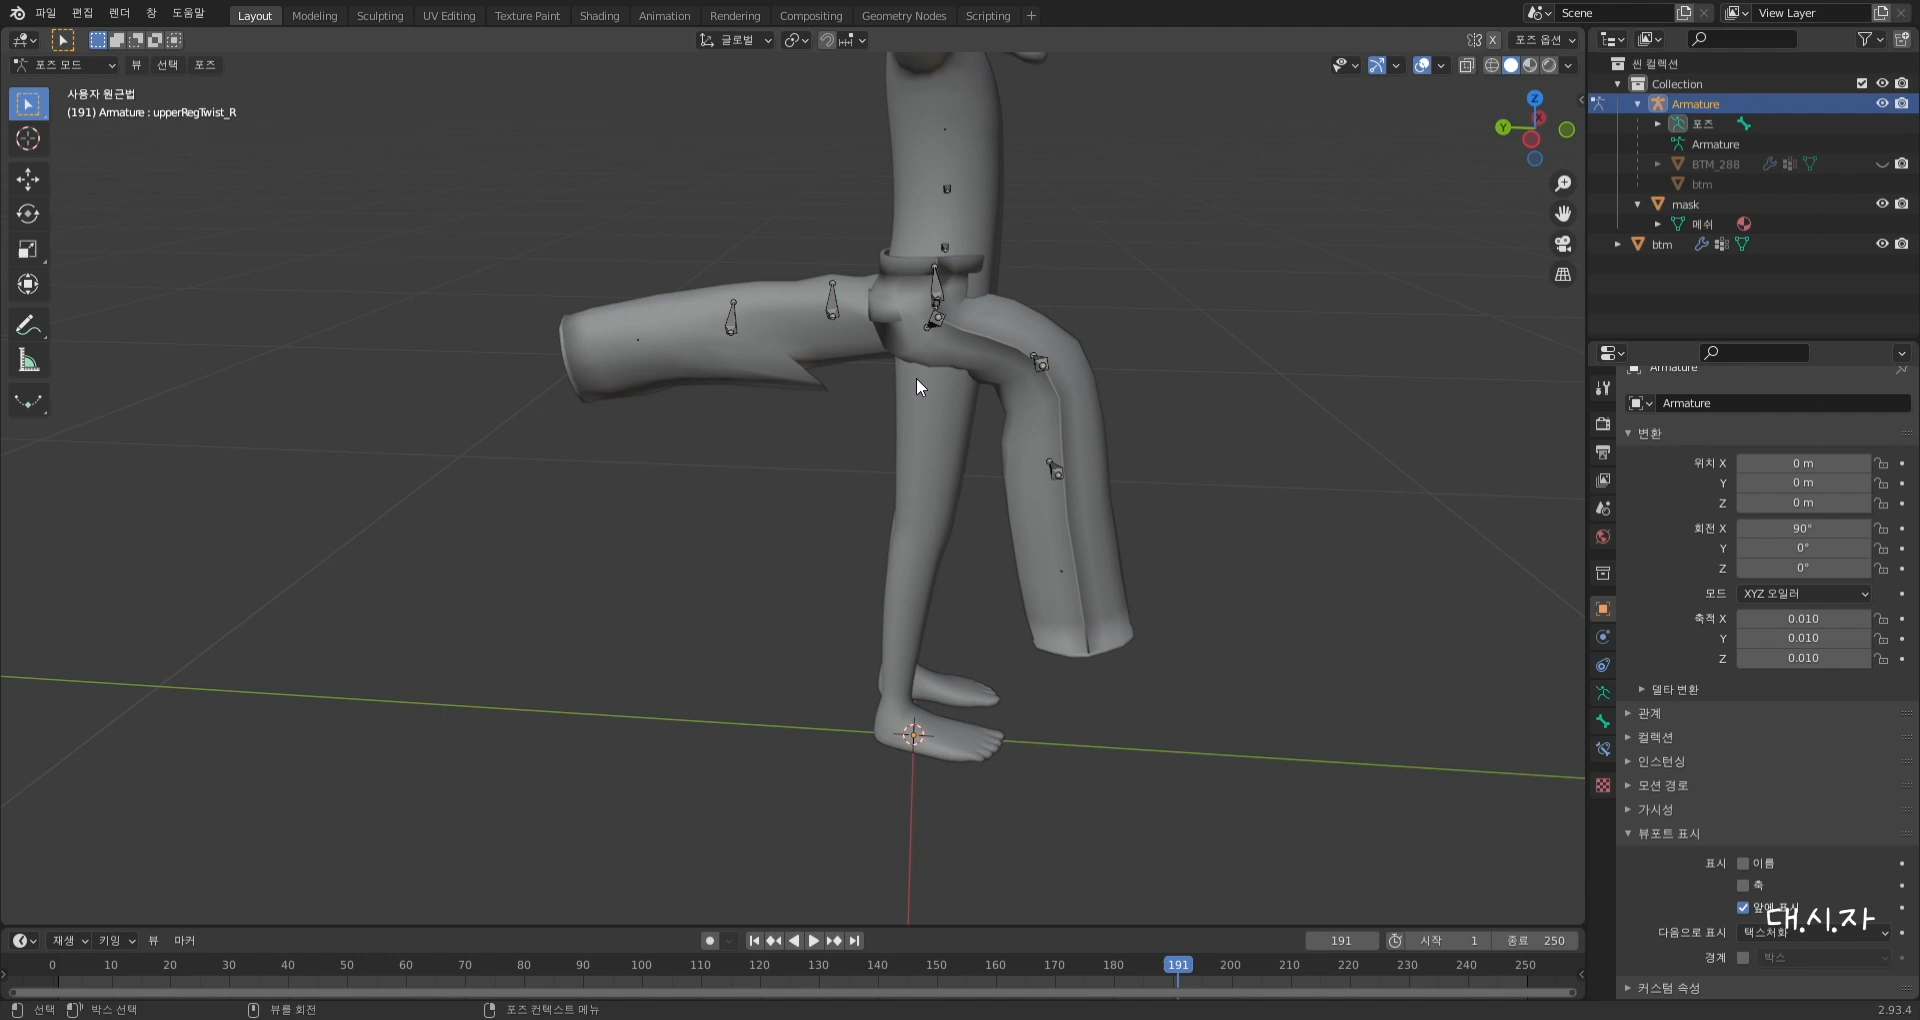 파일 편집 렌더 창 도움말 Layout Modeling Sculpting UV Editing Texture Paint Shading Animation Rendering Compositing Geometry Nodes Scripting + Scene View Layer
글로벌 X 포즈 옵션
포즈 모드 뷰 선택 포즈
씬 컬렉션
Collection
사용자 원근법
(191) Armature : upperRegTwist_R
Z
X
Y
Armature
포즈
Armature
BTM_288
btm
mask
메쉬
btm
Armature
Armature
변환
위치 X 0 m
Y 0 m
Z 0 m
회전 X 90°
Y 0°
Z 0°
모드 XYZ 오일러
축적 X 0.010
Y 0.010
Z 0.010
델타 변환
관계
컬렉션
인스턴싱
모션 경로
가시성
뷰포트 표시
표시 이름
축
앞에 표시
대.시.자
다음으로 표시 텍스처화
경계 박스
커스텀 속성
재생 키잉 뷰 마커 191 시작 1 종료 250
0 10 20 30 40 50 60 70 80 90 100 110 120 130 140 150 160 170 180 191 200 210 220 230 240 250
선택 박스 선택 뷰를 회전 포즈 컨텍스트 메뉴 2.93.4